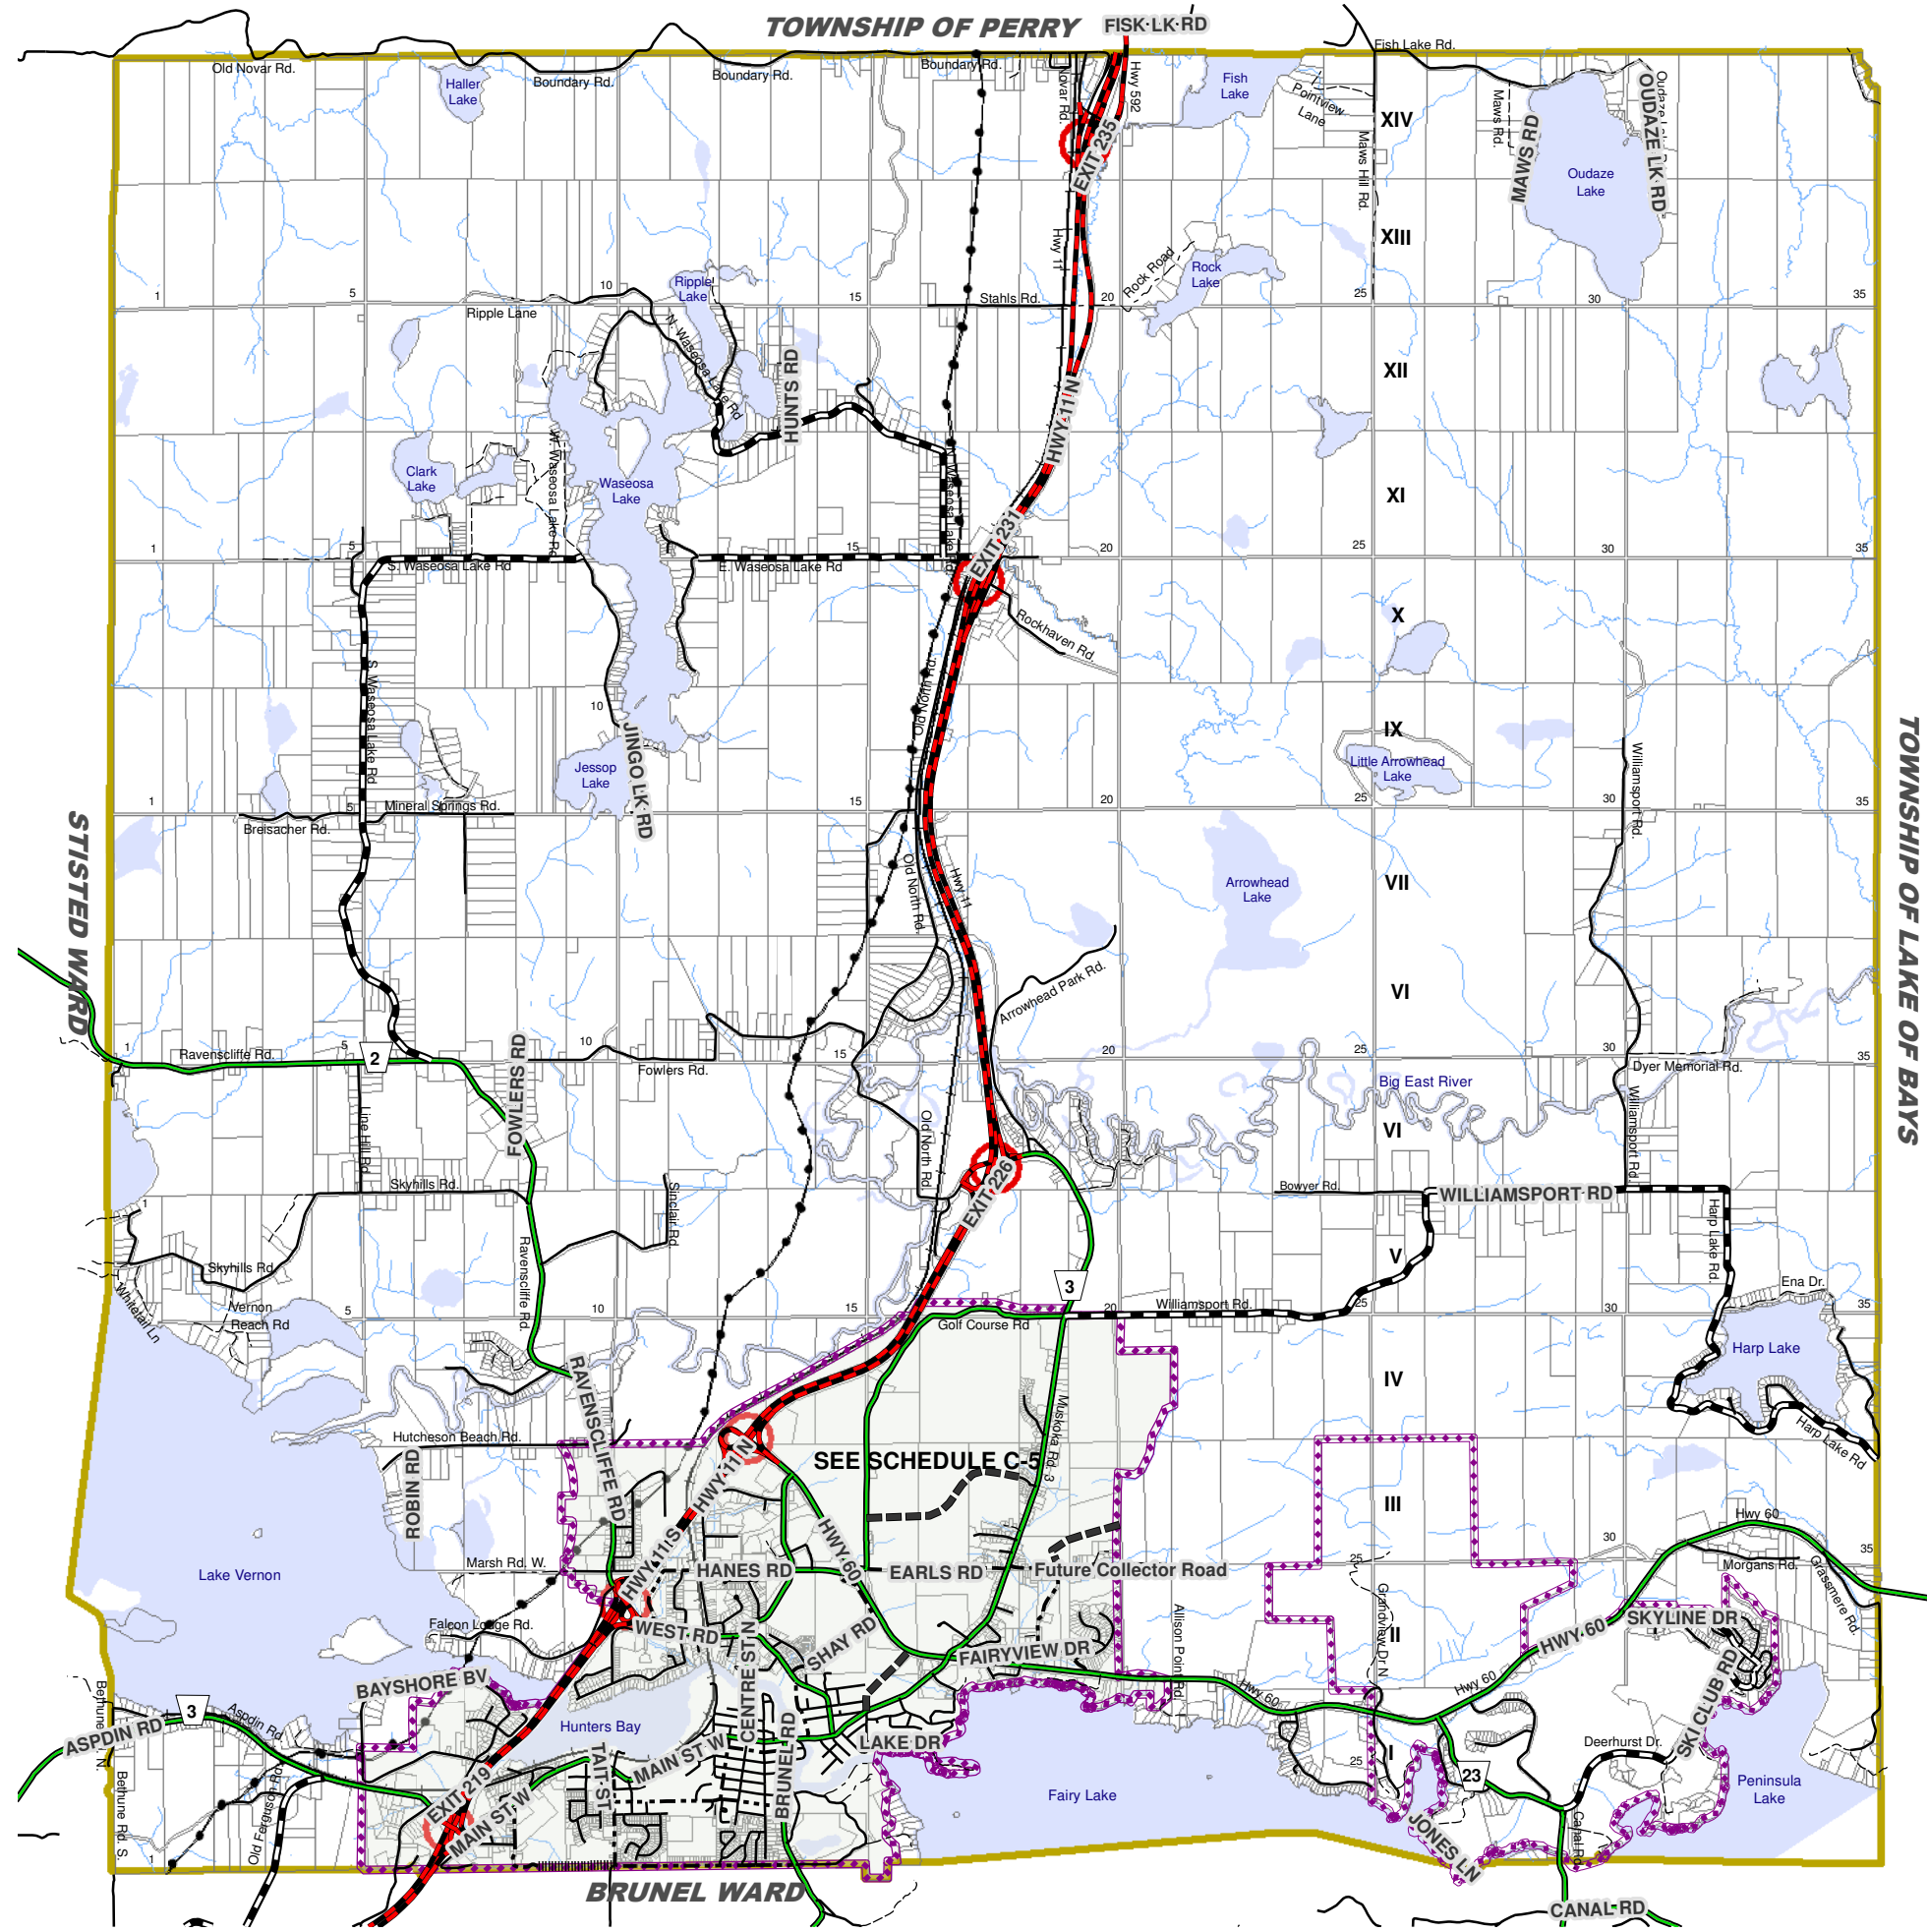 TOWNSHIP OF PERRY
FISK LK RD
Old Novar Rd.
Haller
Lake
Boundary Rd.
Boundary Rd.
Boundary Rd.
Novar Rd.
Hwy 592
Fish
Lake
Fish Lake Rd.
Pointview
Lane
Maws Hill Rd.
XIV
Maws Rd.
MAWS RD
Oudaze
Lake
OUDAZE LK RD
EXIT 235
XIII
Hwy 11
Rock Road
Rock
Lake
1
5
10
15
20
25
30
35
Ripple
Lake
Ripple Lane
Stahls Rd.
N. Waseosa Lake Rd
HUNTS RD
XII
HWY 11 N
Clark
Lake
W. Waseosa Lake Rd
Waseosa
Lake
N. Waseosa Lake Rd
XI
EXIT 231
1
5
15
20
25
30
35
S. Waseosa Lake Rd
E. Waseosa Lake Rd
X
Rockhaven Rd.
S. Waseosa Lake Rd
Old North Rd.
10
JINGO LK RD
IX
Little Arrowhead
Lake
Jessop
Lake
Williamsport Rd.
TOWNSHIP OF LAKE OF BAYS
1
5
15
20
25
30
35
Mineral Springs Rd.
Breisacher Rd.
STISTED WARD
Old North Rd.
Hwy 11
Arrowhead
Lake
VII
Arrowhead Park Rd.
VI
1
Ravenscliffe Rd.
5
2
FOWLERS RD
10
Fowlers Rd.
15
20
25
30
35
Dyer Memorial Rd.
Big East River
Line Hill Rd
Old North Rd.
VI
Williamsport Rd
EXIT 226
Skyhills Rd.
1
Sinclair Rd.
Bowyer Rd.
WILLIAMSPORT RD
Harp Lake Rd.
Ravenscliffe Rd.
Skyhills Rd.
V
Ena Dr.
Whitetail Ln
Vernon
Reach Rd
5
10
15
3
20
Williamsport Rd.
25
30
35
Golf Course Rd
Harp Lake
RAVENSCLIFFE RD
IV
Muskoka Rd. 3
Harp Lake Rd
Hutcheson Beach Rd.
ROBIN RD
HWY 11 N
SEE SCHEDULE C-5
III
HWY 60
Hwy 60
30
35
Marsh Rd. W.
HWY 11 S
HANES RD
EARLS RD
Future Collector Road
25
Morgans Rd.
Grassmere Rd.
Lake Vernon
Grandview Dr N
Allison Point Rd.
Falcon Lodge Rd.
WEST RD
CENTRE ST N
SHAY RD
FAIRYVIEW DR
II
HWY 60
SKYLINE DR
BAYSHORE BV
Hwy 60
Hwy 60
SKI CLUB RD
Bethune Rd. N.
ASPDIN RD
3
Aspdin Rd
Hunters Bay
MAIN ST W
BRUNEL RD
LAKE DR
I
25
Deerhurst Dr.
TAIT ST
23
Peninsula
Lake
Fairy Lake
EXIT 219
MAIN ST W
Bethune Rd. S.
Old Ferguson Rd.
1
JONES LN
Canal Rd
BRUNEL WARD
CANAL RD